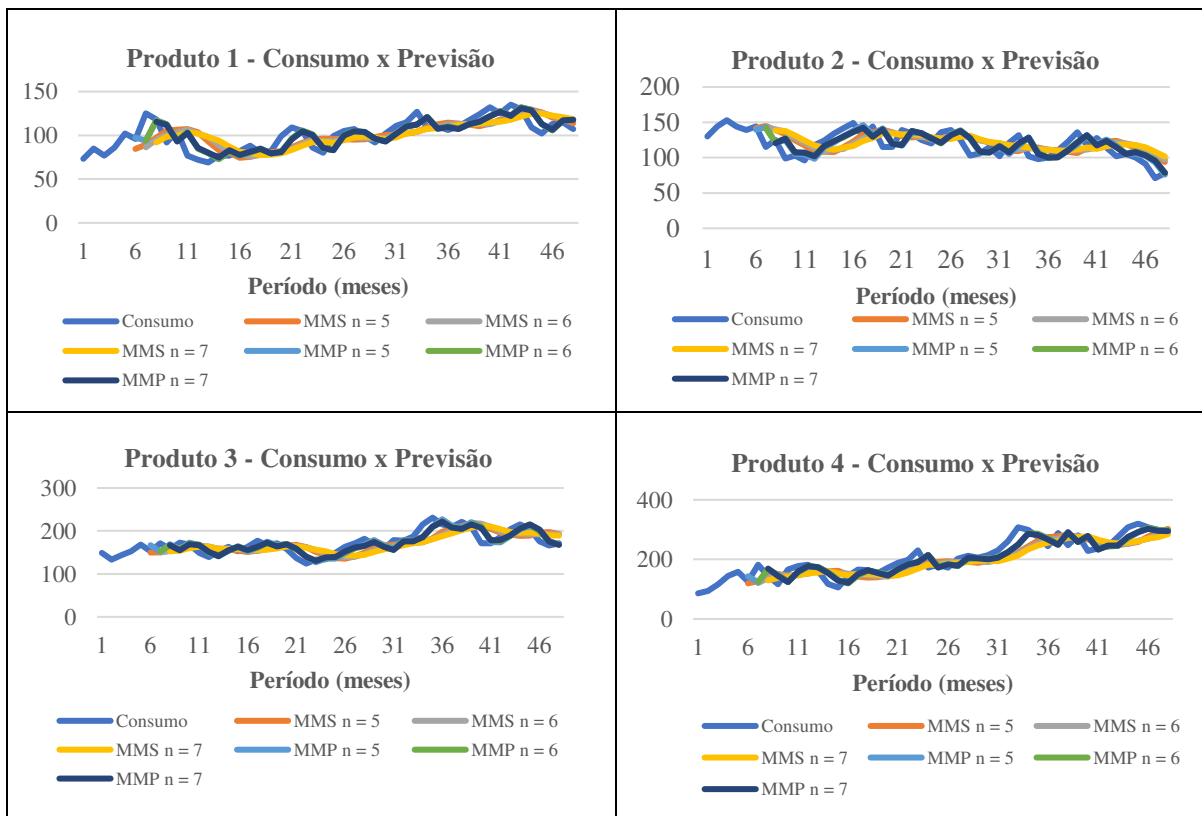 Produto 1 - Consumo x Previsão
150
100
50
0
1 6 11 16 21 26 31 36 41 46
Período (meses)
Consumo MMS n = 5 MMS n = 6
MMS n = 7 MMP n = 5 MMP n = 6
MMP n = 7
Produto 2 - Consumo x Previsão
200
150
100
50
0
1 6 11 16 21 26 31 36 41 46
Período (meses)
Consumo MMS n = 5 MMS n = 6
MMS n = 7 MMP n = 5 MMP n = 6
MMP n = 7
Produto 3 - Consumo x Previsão
300
200
100
0
1 6 11 16 21 26 31 36 41 46
Período (meses)
Consumo MMS n = 5 MMS n = 6
MMS n = 7 MMP n = 5 MMP n = 6
MMP n = 7
Produto 4 - Consumo x Previsão
400
200
0
1 6 11 16 21 26 31 36 41 46
Período (meses)
Consumo MMS n = 5 MMS n = 6
MMS n = 7 MMP n = 5 MMP n = 6
MMP n = 7